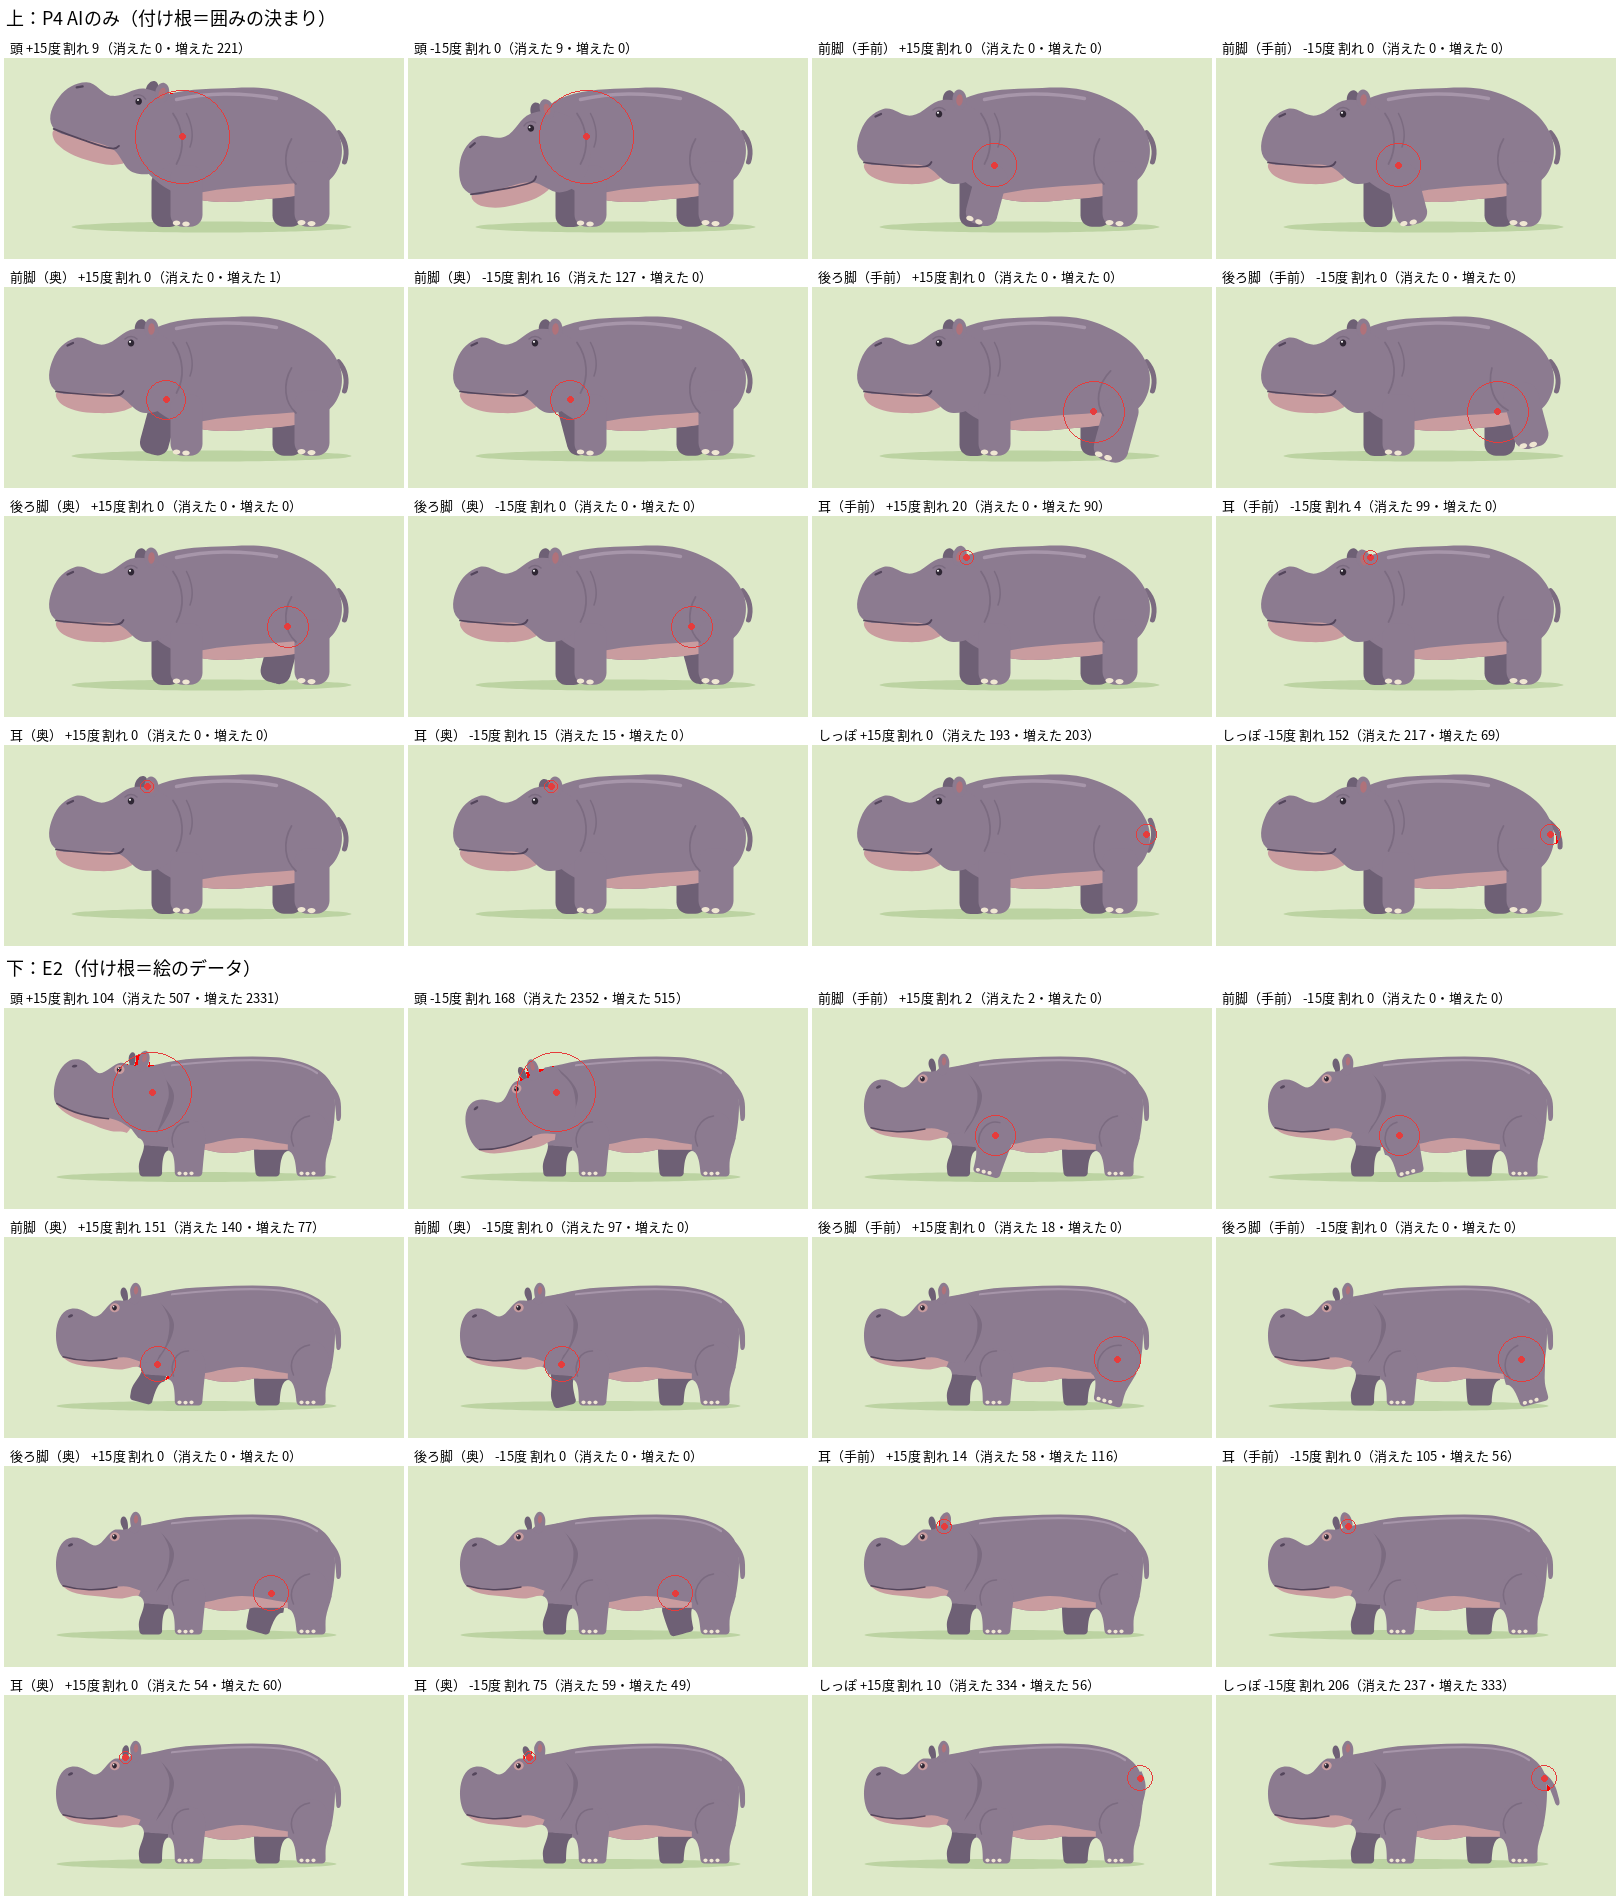 上：P4 AIのみ（付け根＝囲みの決まり）
頭 +15度 割れ 9（消えた 0・増えた 221）
頭 -15度 割れ 0（消えた 9・増えた 0）
前脚（手前） +15度 割れ 0（消えた 0・増えた 0）
前脚（手前） -15度 割れ 0（消えた 0・増えた 0）
前脚（奥） +15度 割れ 0（消えた 0・増えた 1）
前脚（奥） -15度 割れ 16（消えた 127・増えた 0）
後ろ脚（手前） +15度 割れ 0（消えた 0・増えた 0）
後ろ脚（手前） -15度 割れ 0（消えた 0・増えた 0）
後ろ脚（奥） +15度 割れ 0（消えた 0・増えた 0）
後ろ脚（奥） -15度 割れ 0（消えた 0・増えた 0）
耳（手前） +15度 割れ 20（消えた 0・増えた 90）
耳（手前） -15度 割れ 4（消えた 99・増えた 0）
耳（奥） +15度 割れ 0（消えた 0・増えた 0）
耳（奥） -15度 割れ 15（消えた 15・増えた 0）
しっぽ +15度 割れ 0（消えた 193・増えた 203）
しっぽ -15度 割れ 152（消えた 217・増えた 69）
下：E2（付け根＝絵のデータ）
頭 +15度 割れ 104（消えた 507・増えた 2331）
頭 -15度 割れ 168（消えた 2352・増えた 515）
前脚（手前） +15度 割れ 2（消えた 2・増えた 0）
前脚（手前） -15度 割れ 0（消えた 0・増えた 0）
前脚（奥） +15度 割れ 151（消えた 140・増えた 77）
前脚（奥） -15度 割れ 0（消えた 97・増えた 0）
後ろ脚（手前） +15度 割れ 0（消えた 18・増えた 0）
後ろ脚（手前） -15度 割れ 0（消えた 0・増えた 0）
後ろ脚（奥） +15度 割れ 0（消えた 0・増えた 0）
後ろ脚（奥） -15度 割れ 0（消えた 0・増えた 0）
耳（手前） +15度 割れ 14（消えた 58・増えた 116）
耳（手前） -15度 割れ 0（消えた 105・増えた 56）
耳（奥） +15度 割れ 0（消えた 54・増えた 60）
耳（奥） -15度 割れ 75（消えた 59・増えた 49）
しっぽ +15度 割れ 10（消えた 334・増えた 56）
しっぽ -15度 割れ 206（消えた 237・増えた 333）